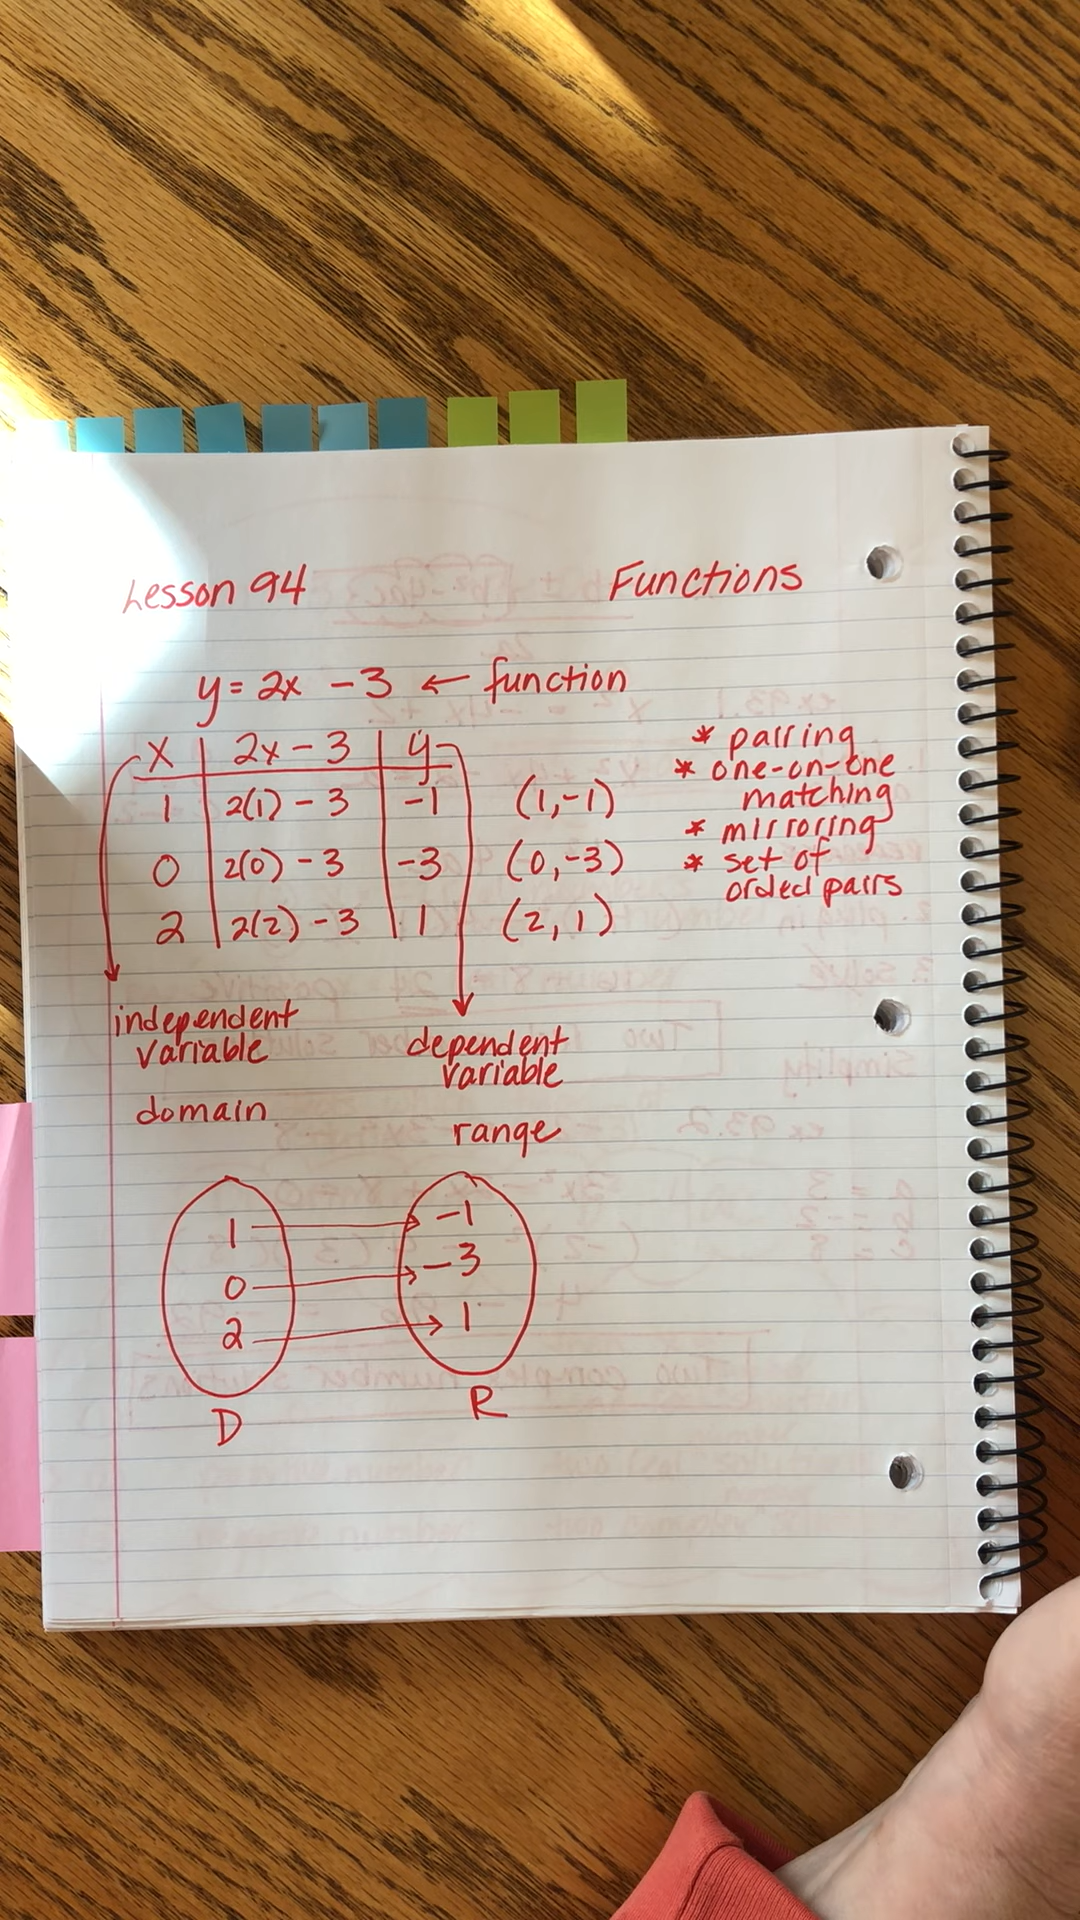 Lesson 94 Functions
y = 2x - 3 ← function
x | 2x - 3 | y
1 | 2(1) - 3 | -1 (1,-1)
0 | 2(0) - 3 | -3 (0,-3)
2 | 2(2) - 3 | 1 (2,1)
* pairing
* one-on-one
matching
* mirroring
* set of
orded pairs
independent
variable
domain
dependent
variable
range
1 → -1
0 → -3
2 → 1
D R